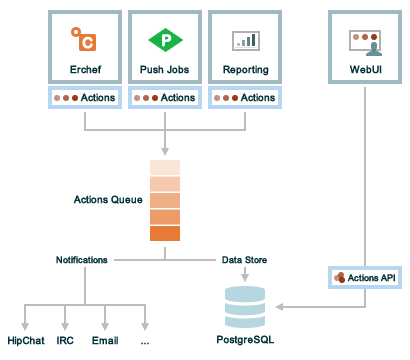 C
P
Erchef
Push Jobs
Reporting
WebUI
Actions
Actions
Actions
Actions Queue
Notifications
Data Store
Actions API
HipChat
IRC
Email
...
PostgreSQL